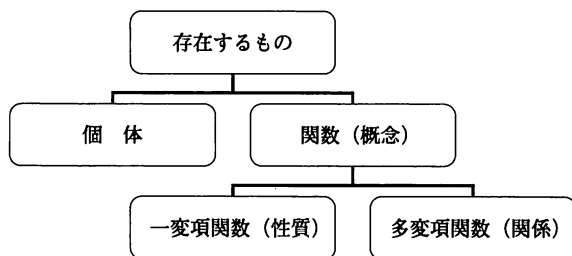 存在するもの
個　体
関数（概念）
一変項関数（性質）
多変項関数（関係）